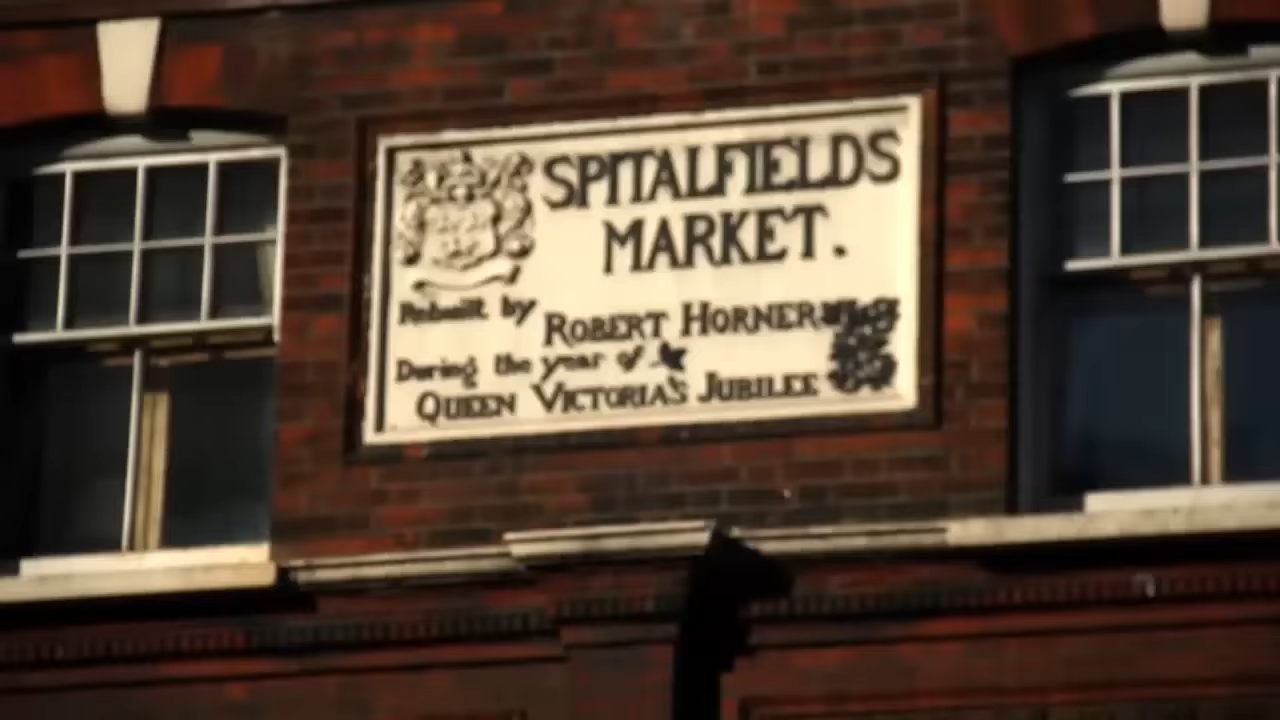 SPITALFIELDS
MARKET.
Rebuilt by
ROBERT HORNER
During the year of
QUEEN VICTORIA'S JUBILEE